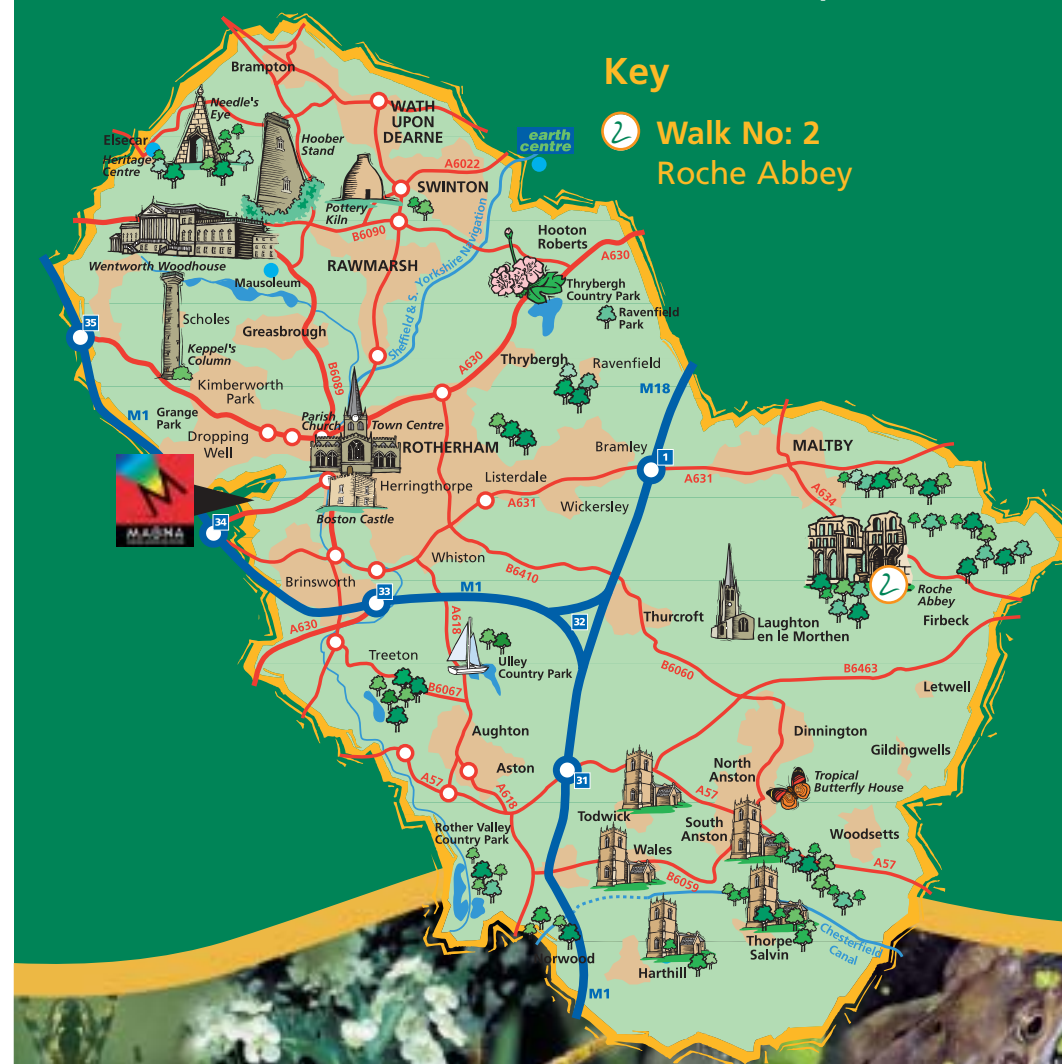 Key
2 Walk No: 2
Roche Abbey
Brampton
Needle's
Eye
WATH
UPON
DEARNE
earth
centre
Elsecar
Heritage
Centre
Hoober
Stand
A6022
SWINTON
Pottery
Kiln
B6090
Hooton
Roberts
A630
Wentworth Woodhouse
RAWMARSH
Sheffield & S. Yorkshire Navigation
Mausoleum
Thrybergh
Country Park
Ravenfield
Park
35
Scholes
Greasbrough
Keppel's
Column
B6089
A630
Thrybergh
Ravenfield
Kimberworth
Park
M18
M1
Grange
Park
Parish
Church
Town Centre
Dropping
Well
ROTHERHAM
Bramley
MALTBY
1
Listerdale
A631
A631
A634
Herringthorpe
Wickersley
MAGNA
Boston Castle
34
Whiston
B6410
Brinsworth
M1
33
2
Roche
Abbey
A630
A618
32
Thurcroft
Laughton
en le Morthen
Firbeck
Treeton
Ulley
Country Park
B6060
B6463
B6067
Letwell
Aughton
Dinnington
Gildingwells
Aston
31
North
Anston
Tropical
Butterfly House
A57
A618
A57
Todwick
South
Anston
Rother Valley
Country Park
Woodsetts
Wales
A57
B6059
Chesterfield
Canal
Thorpe
Salvin
Harthill
M1